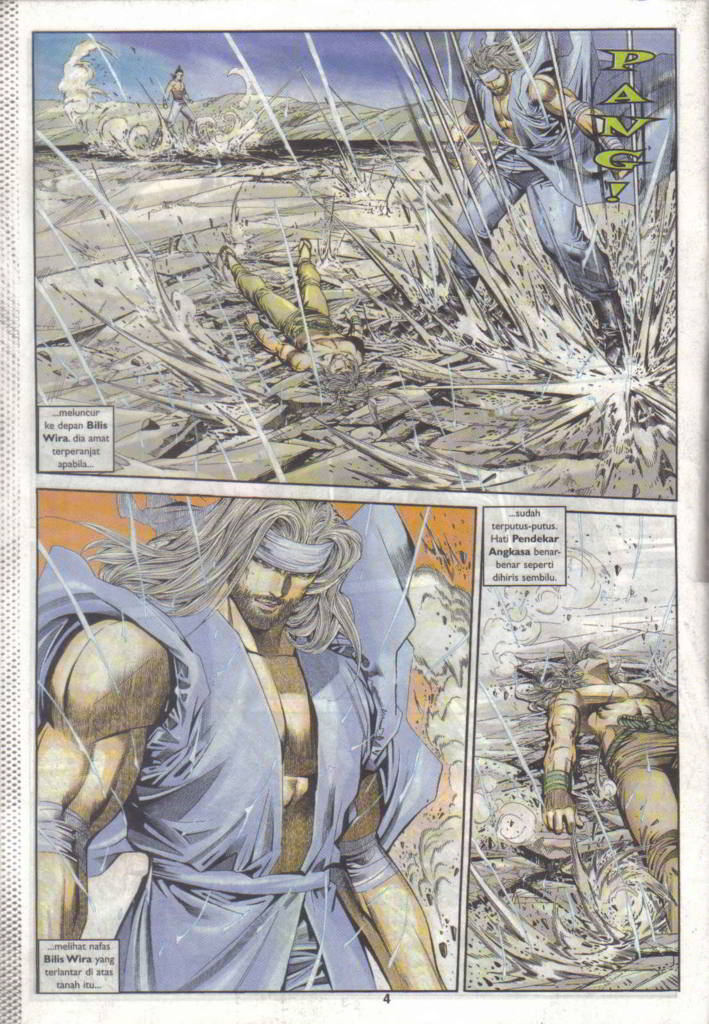 PANG!
...meluncur
ke depan Bilis
Wira. dia amat
terperanjat
apabila...
...melihat nafas
Bilis Wira yang
terlantar di atas
tanah itu...
...sudah
terputus-putus.
Hati Pendekar
Angkasa benar-
benar seperti
dihiris sembilu.
4